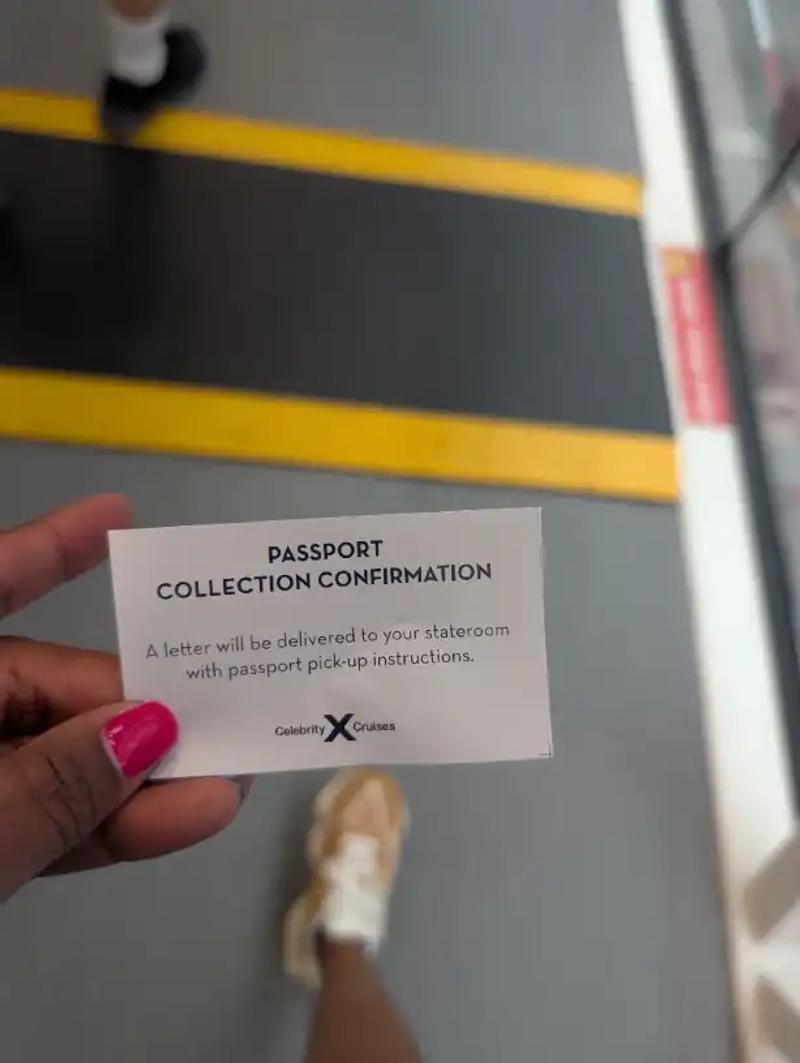 PASSPORT
COLLECTION CONFIRMATION
A letter will be delivered to your stateroom
with passport pick-up instructions.
Celebrity X Cruises